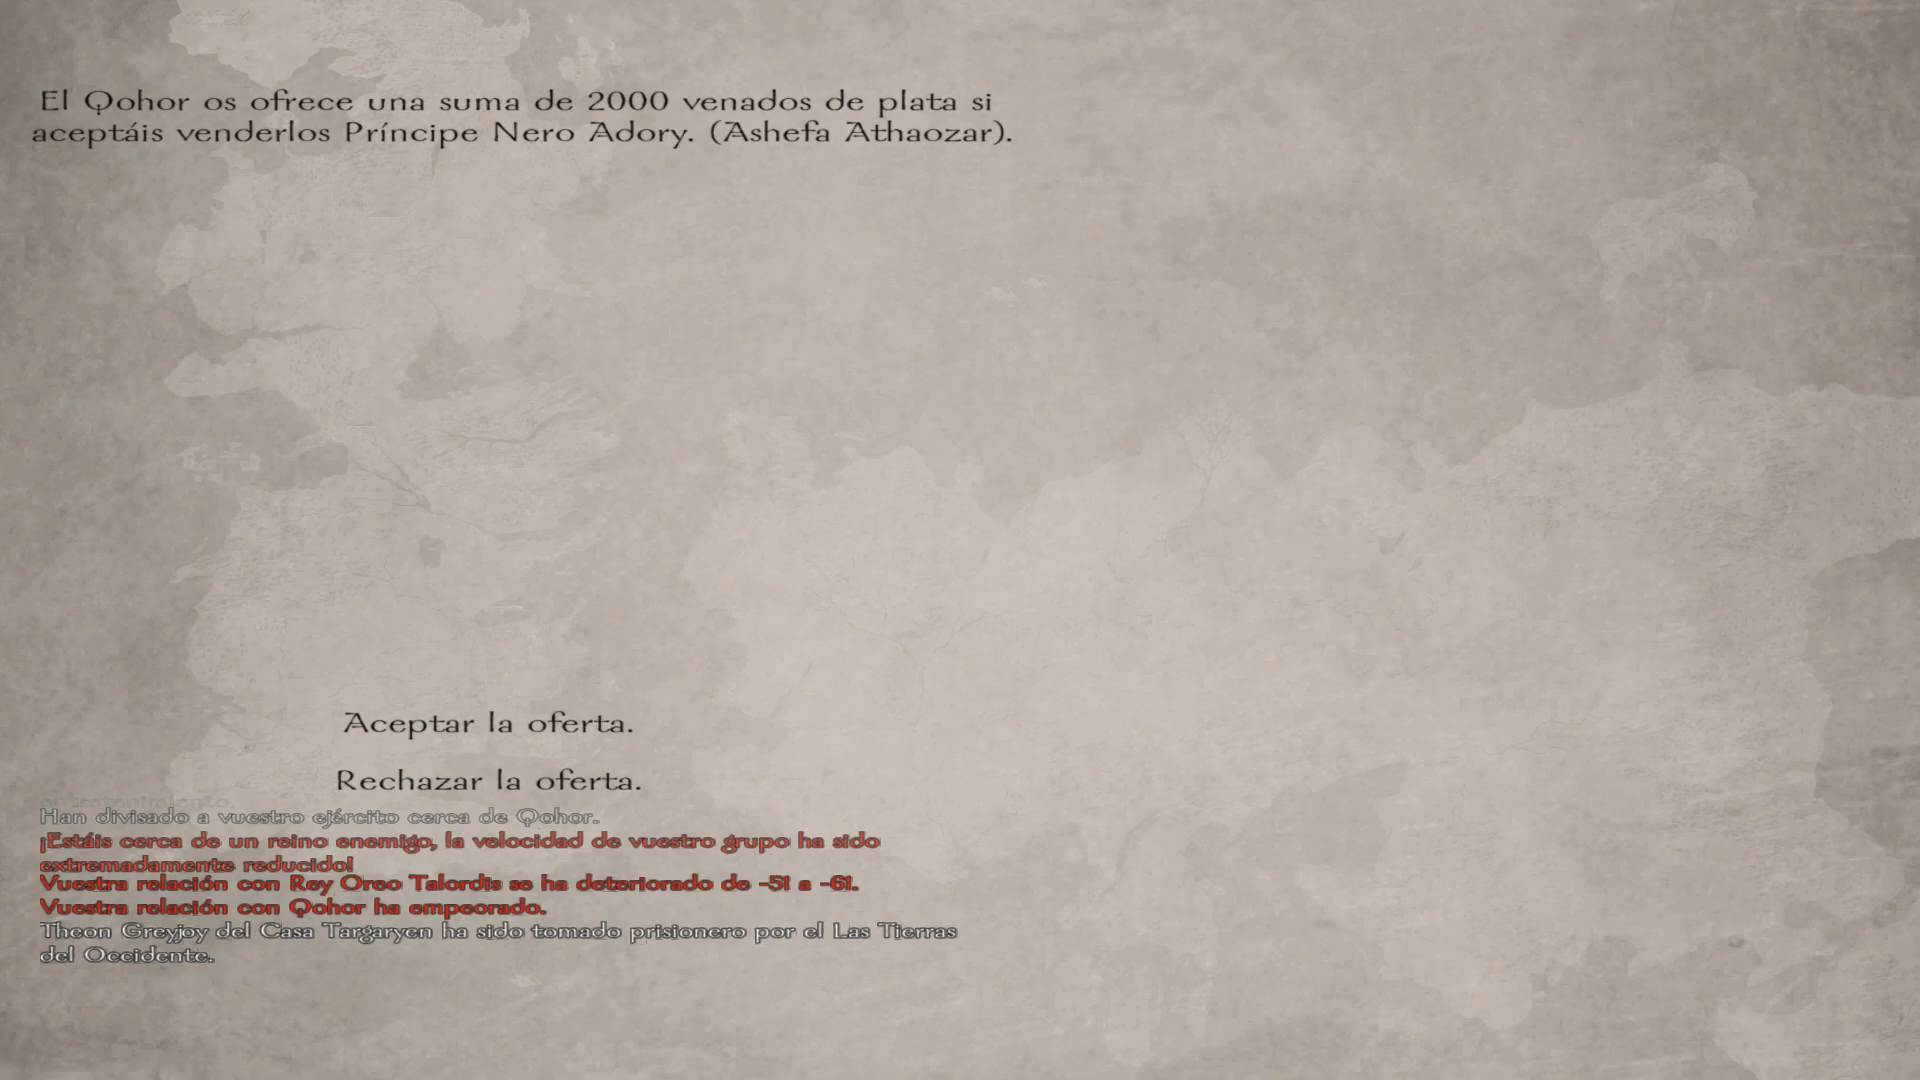 El Qohor os ofrece una suma de 2000 venados de plata si
aceptáis venderlos Príncipe Nero Adory. (Ashefa Athaozar).
Aceptar la oferta.
Rechazar la oferta.
entretenimiento.
Han divisado a vuestro ejército cerca de Qohor.
¡Estáis cerca de un reino enemigo, la velocidad de vuestro grupo ha sido
extremadamente reducido!
Vuestra relación con Rey Oreo Talordis se ha deteriorado de -51 a -61.
Vuestra relación con Qohor ha empeorado.
Theon Greyjoy del Casa Targaryen ha sido tomado prisionero por el Las Tierras
del Occidente.